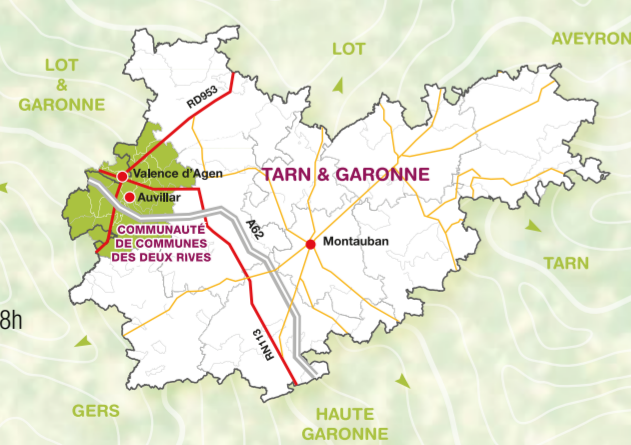 AVEYRON
LOT
LOT
&
GARONNE
RD953
Valence d'Agen
TARN & GARONNE
Auvillar
A62
COMMUNAUTÉ
DE COMMUNES
DES DEUX RIVES
Montauban
TARN
8h
RN113
GERS
HAUTE
GARONNE